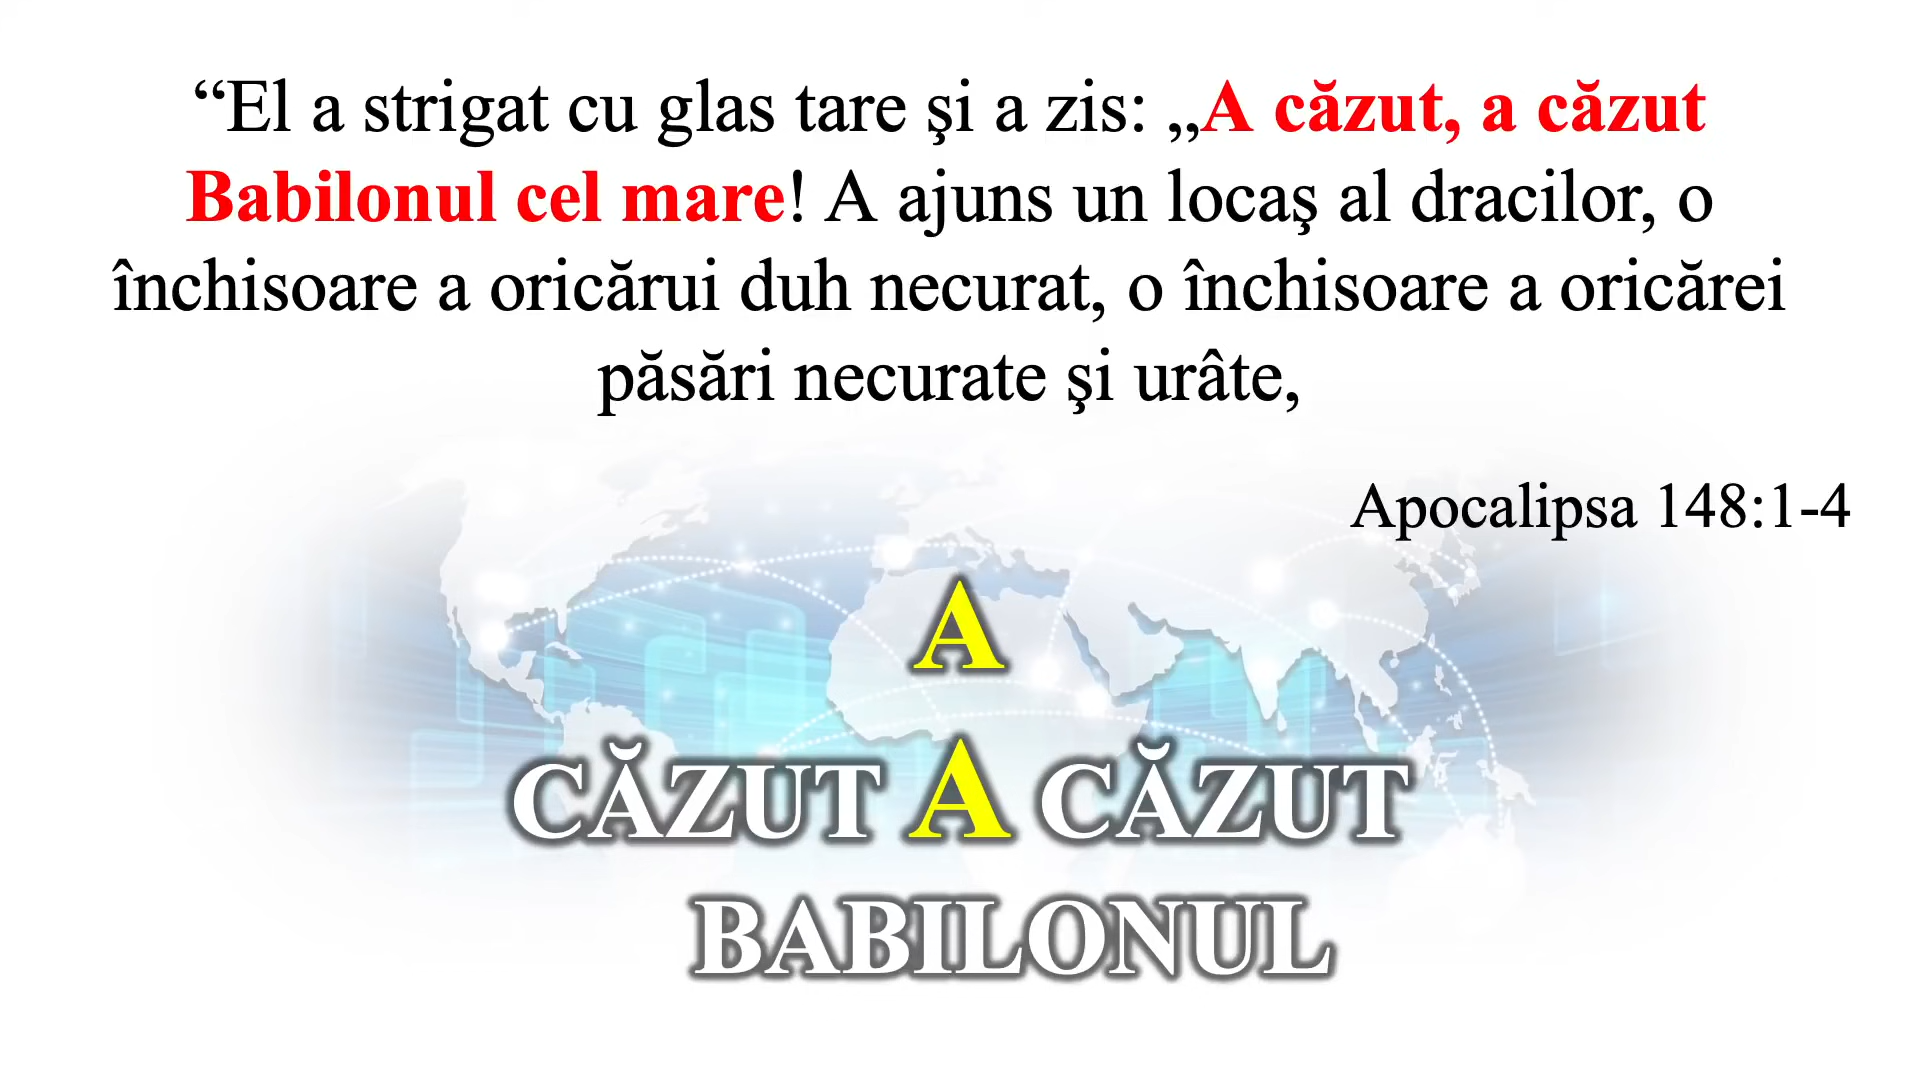 “El a strigat cu glas tare şi a zis: „A căzut, a căzut
Babilonul cel mare! A ajuns un locaş al dracilor, o
închisoare a oricărui duh necurat, o închisoare a oricărei
păsări necurate şi urâte,
Apocalipsa 148:1-4
A
CĂZUT A CĂZUT
BABILONUL